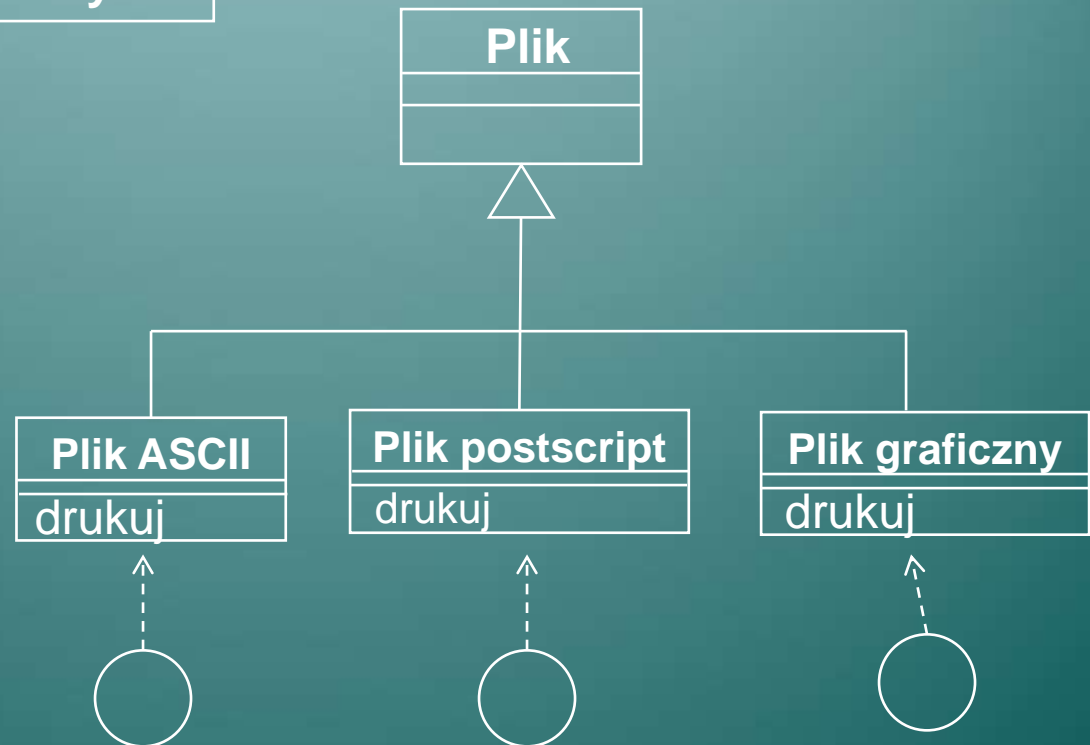 Plik
Plik ASCII
drukuj
Plik postscript
drukuj
Plik graficzny
drukuj